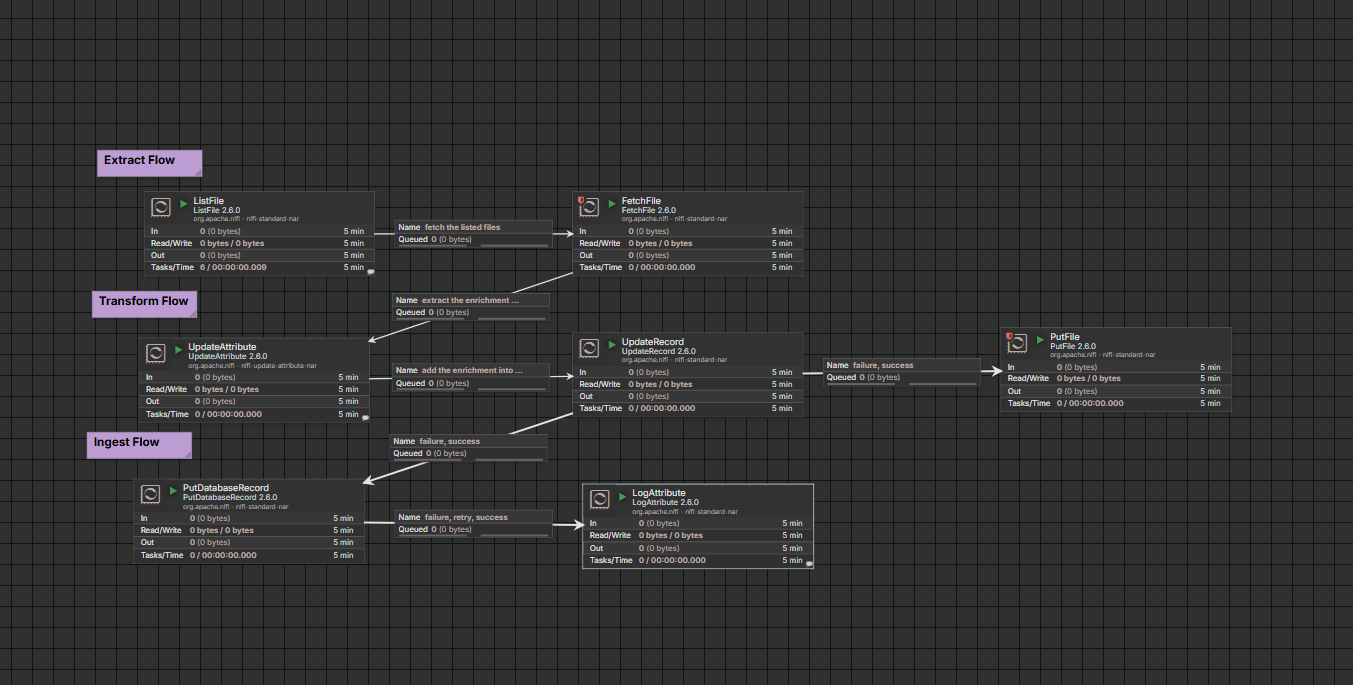 Extract Flow
ListFile
ListFile 2.6.0
org.apache.nifi - nifi-standard-nar
In 0 (0 bytes) 5 min
Read/Write 0 bytes / 0 bytes 5 min
Out 0 (0 bytes) 5 min
Tasks/Time 6 / 00:00:00.009 5 min
Name fetch the listed files
Queued 0 (0 bytes)
FetchFile
FetchFile 2.6.0
org.apache.nifi - nifi-standard-nar
In 0 (0 bytes) 5 min
Read/Write 0 bytes / 0 bytes 5 min
Out 0 (0 bytes) 5 min
Tasks/Time 0 / 00:00:00.000 5 min
Name extract the enrichment ...
Queued 0 (0 bytes)
Transform Flow
UpdateAttribute
UpdateAttribute 2.6.0
org.apache.nifi - nifi-update-attribute-nar
In 0 (0 bytes) 5 min
Read/Write 0 bytes / 0 bytes 5 min
Out 0 (0 bytes) 5 min
Tasks/Time 0 / 00:00:00.000 5 min
Name add the enrichment into ...
Queued 0 (0 bytes)
UpdateRecord
UpdateRecord 2.6.0
org.apache.nifi - nifi-standard-nar
In 0 (0 bytes) 5 min
Read/Write 0 bytes / 0 bytes 5 min
Out 0 (0 bytes) 5 min
Tasks/Time 0 / 00:00:00.000 5 min
Name failure, success
Queued 0 (0 bytes)
PutFile
PutFile 2.6.0
org.apache.nifi - nifi-standard-nar
In 0 (0 bytes) 5 min
Read/Write 0 bytes / 0 bytes 5 min
Out 0 (0 bytes) 5 min
Tasks/Time 0 / 00:00:00.000 5 min
Name failure, success
Queued 0 (0 bytes)
Ingest Flow
PutDatabaseRecord
PutDatabaseRecord 2.6.0
org.apache.nifi - nifi-standard-nar
In 0 (0 bytes) 5 min
Read/Write 0 bytes / 0 bytes 5 min
Out 0 (0 bytes) 5 min
Tasks/Time 0 / 00:00:00.000 5 min
Name failure, retry, success
Queued 0 (0 bytes)
LogAttribute
LogAttribute 2.6.0
org.apache.nifi - nifi-standard-nar
In 0 (0 bytes) 5 min
Read/Write 0 bytes / 0 bytes 5 min
Out 0 (0 bytes) 5 min
Tasks/Time 0 / 00:00:00.000 5 min